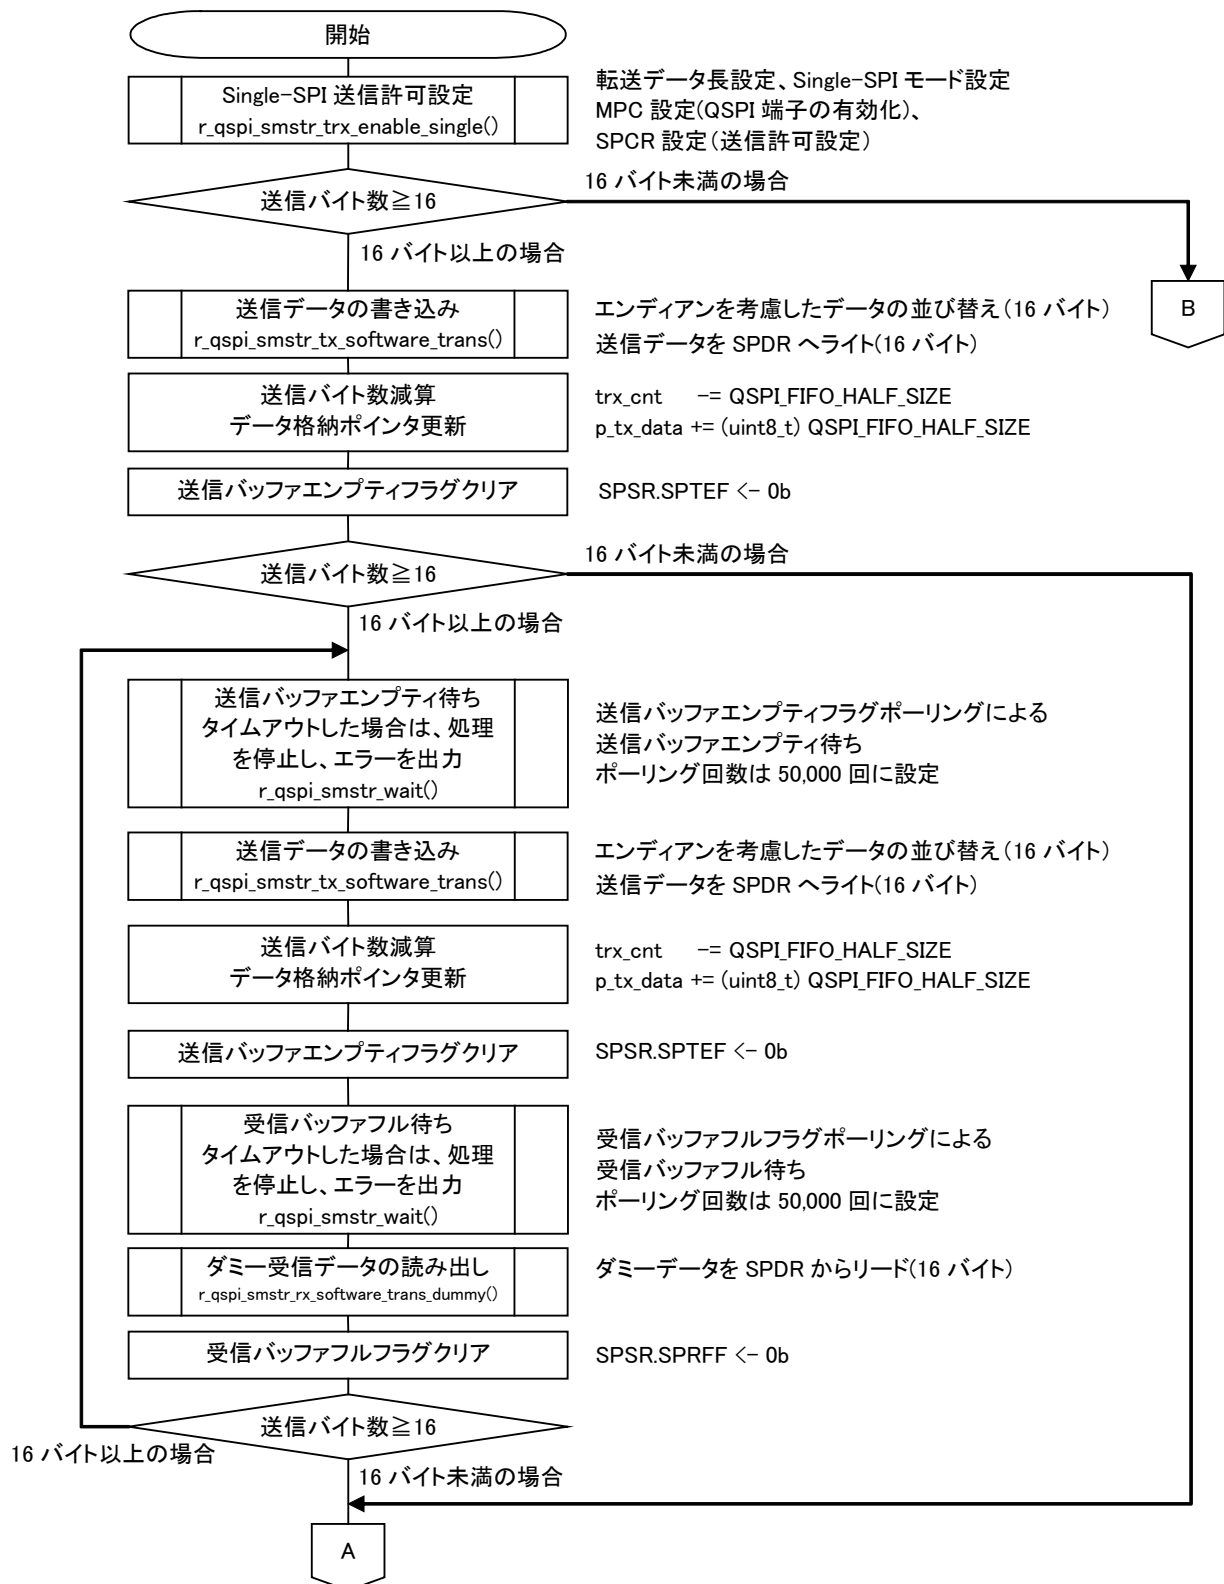 開始
Single-SPI 送信許可設定
r_qspi_smstr_trx_enable_single()
転送データ長設定、Single-SPI モード設定
MPC 設定(QSPI 端子の有効化)、
SPCR 設定(送信許可設定)
送信バイト数≧16
16 バイト未満の場合
16 バイト以上の場合
B
送信データの書き込み
r_qspi_smstr_tx_software_trans()
エンディアンを考慮したデータの並び替え(16 バイト)
送信データを SPDR へライト(16 バイト)
送信バイト数減算
データ格納ポインタ更新
trx_cnt -= QSPI_FIFO_HALF_SIZE
p_tx_data += (uint8_t) QSPI_FIFO_HALF_SIZE
送信バッファエンプティフラグクリア
SPSR.SPTEF <- 0b
送信バイト数≧16
16 バイト未満の場合
16 バイト以上の場合
送信バッファエンプティ待ち
タイムアウトした場合は、処理
を停止し、エラーを出力
r_qspi_smstr_wait()
送信バッファエンプティフラグポーリングによる
送信バッファエンプティ待ち
ポーリング回数は 50,000 回に設定
送信データの書き込み
r_qspi_smstr_tx_software_trans()
エンディアンを考慮したデータの並び替え(16 バイト)
送信データを SPDR へライト(16 バイト)
送信バイト数減算
データ格納ポインタ更新
trx_cnt -= QSPI_FIFO_HALF_SIZE
p_tx_data += (uint8_t) QSPI_FIFO_HALF_SIZE
送信バッファエンプティフラグクリア
SPSR.SPTEF <- 0b
受信バッファフル待ち
タイムアウトした場合は、処理
を停止し、エラーを出力
r_qspi_smstr_wait()
受信バッファフルフラグポーリングによる
受信バッファフル待ち
ポーリング回数は 50,000 回に設定
ダミー受信データの読み出し
r_qspi_smstr_rx_software_trans_dummy()
ダミーデータを SPDR からリード(16 バイト)
受信バッファフルフラグクリア
SPSR.SPRFF <- 0b
送信バイト数≧16
16 バイト以上の場合
16 バイト未満の場合
A